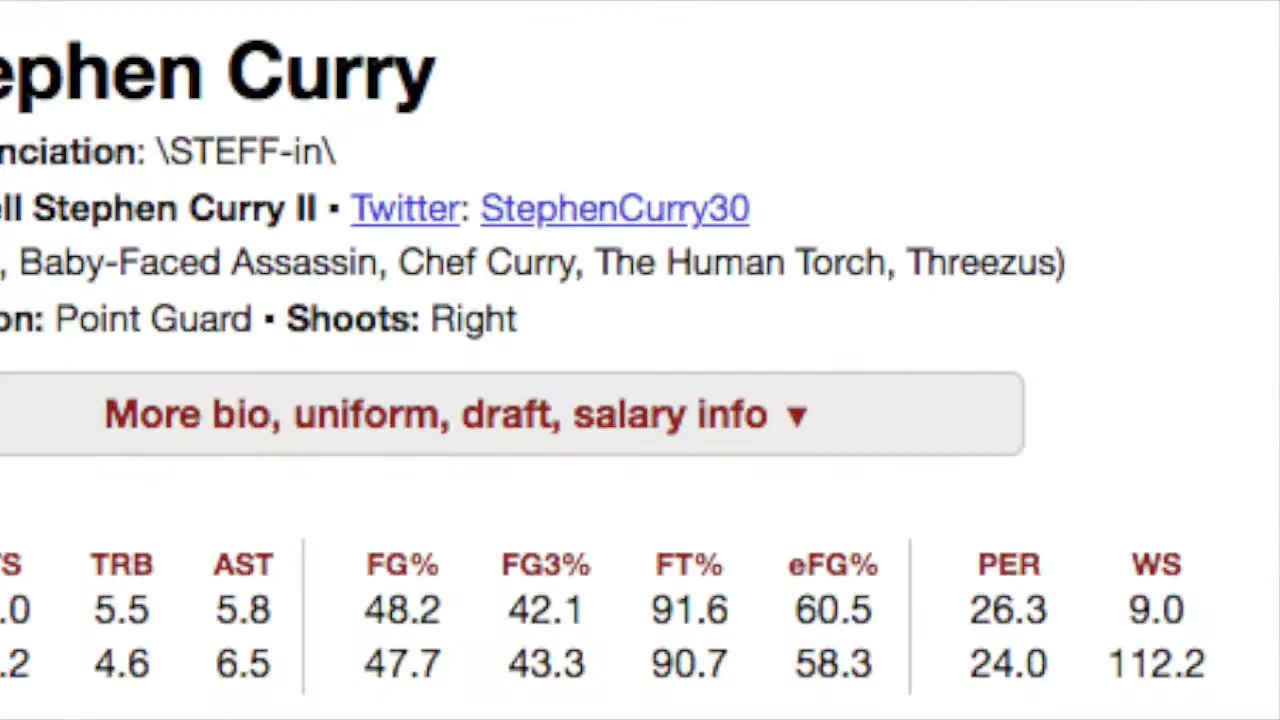 ephen Curry
nciation: \STEFF-in\
ell Stephen Curry II ▪ Twitter: StephenCurry30
, Baby-Faced Assassin, Chef Curry, The Human Torch, Threezus)
on: Point Guard ▪ Shoots: Right
More bio, uniform, draft, salary info ▼
TS TRB AST FG% FG3% FT% eFG% PER WS
.0 5.5 5.8 48.2 42.1 91.6 60.5 26.3 9.0
.2 4.6 6.5 47.7 43.3 90.7 58.3 24.0 112.2